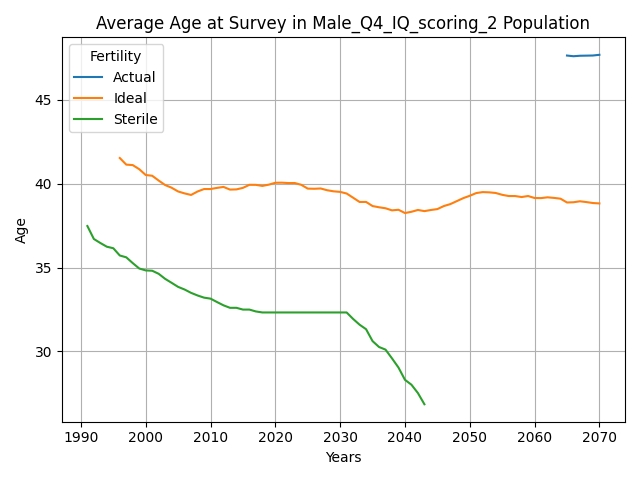 Average Age at Survey in Male_Q4_IQ_scoring_2 Population
Fertility
Actual
Ideal
Sterile
45
40
35
30
Age
1990
2000
2010
2020
2030
2040
2050
2060
2070
Years